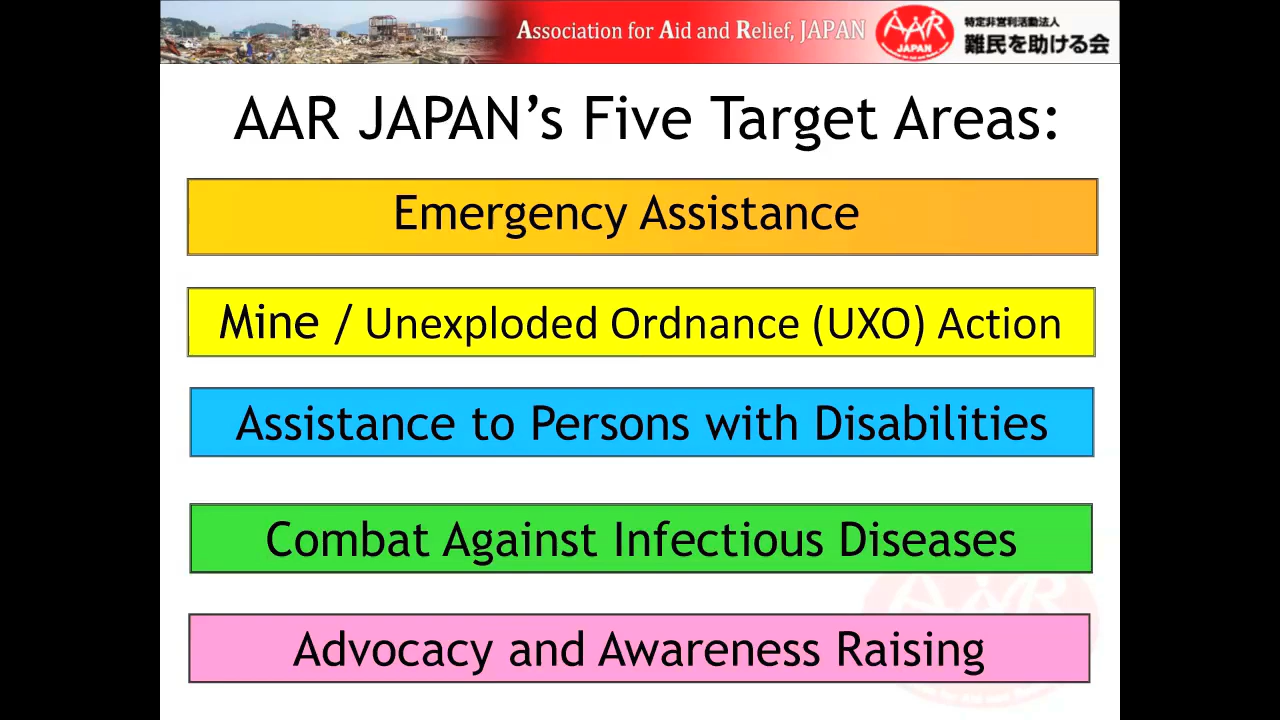 Association for Aid and Relief, JAPAN
AAR
JAPAN
特定非営利活動法人
難民を助ける会
AAR JAPAN’s Five Target Areas:
Emergency Assistance
Mine / Unexploded Ordnance (UXO) Action
Assistance to Persons with Disabilities
Combat Against Infectious Diseases
Advocacy and Awareness Raising